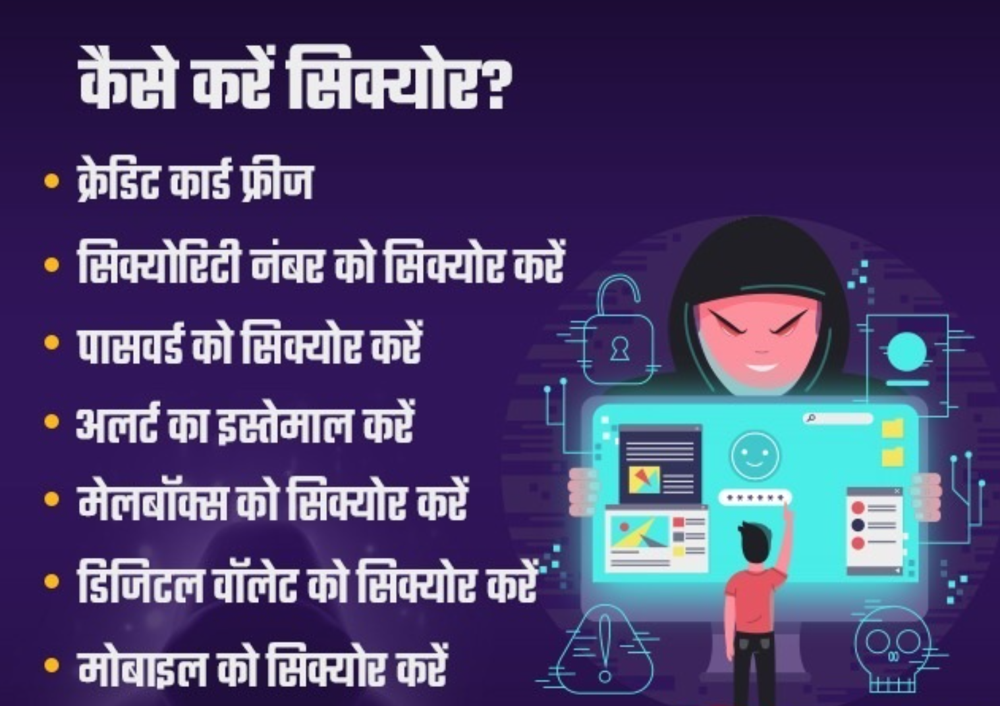 कैसे करें सिक्योर?
• क्रेडिट कार्ड फ्रीज
• सिक्योरिटी नंबर को सिक्योर करें
• पासवर्ड को सिक्योर करें
• अलर्ट का इस्तेमाल करें
• मेलबॉक्स को सिक्योर करें
• डिजिटल वॉलेट को सिक्योर करें
• मोबाइल को सिक्योर करें
******